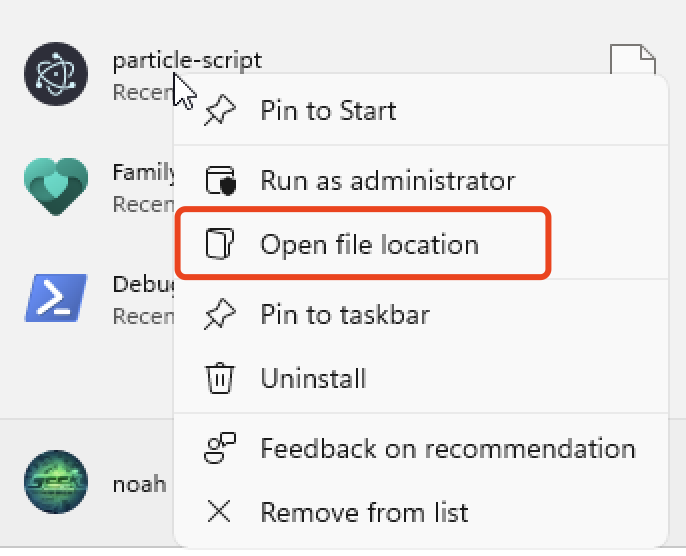 particle-script
Recen
Pin to Start
Run as administrator
Family
Recen
Open file location
Debug
Recen
Pin to taskbar
Uninstall
Feedback on recommendation
noah
Remove from list